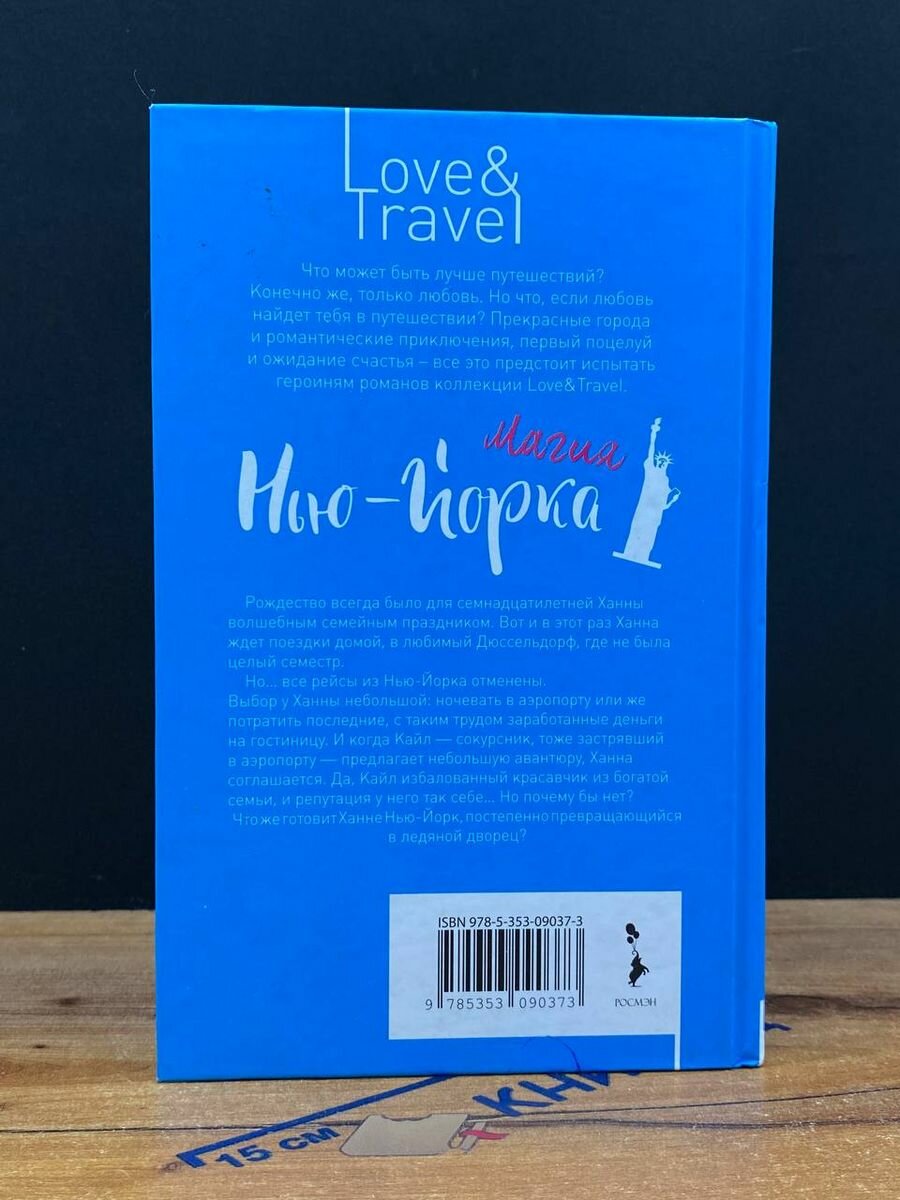 Love&
Travel
Что может быть лучше путешествий?
Конечно же, только любовь. Но что, если любовь
найдет тебя в путешествии? Прекрасные города
и романтические приключения, первый поцелуй
и ожидание счастья – все это предстоит испытать
героиням романов коллекции Love&Travel.
Магия
Нью-Йорка
Рождество всегда было для семнадцатилетней Ханны
волшебным семейным праздником. Вот и в этот раз Ханна
ждет поездки домой, в любимый Дюссельдорф, где не была
целый семестр.
Но... все рейсы из Нью-Йорка отменены.
Выбор у Ханны небольшой: ночевать в аэропорту или же
потратить последние, с таким трудом заработанные деньги
на гостиницу. И когда Кайл — сокурсник, тоже застрявший
в аэропорту — предлагает небольшую авантюру, Ханна
соглашается. Да, Кайл избалованный красавчик из богатой
семьи, и репутация у него так себе... Но почему бы нет?
Что же готовит Ханне Нью-Йорк, постепенно превращающийся
в ледяной дворец?
ISBN 978-5-353-09037-3
9 785353 090373
РОСМЭН
15 СМ